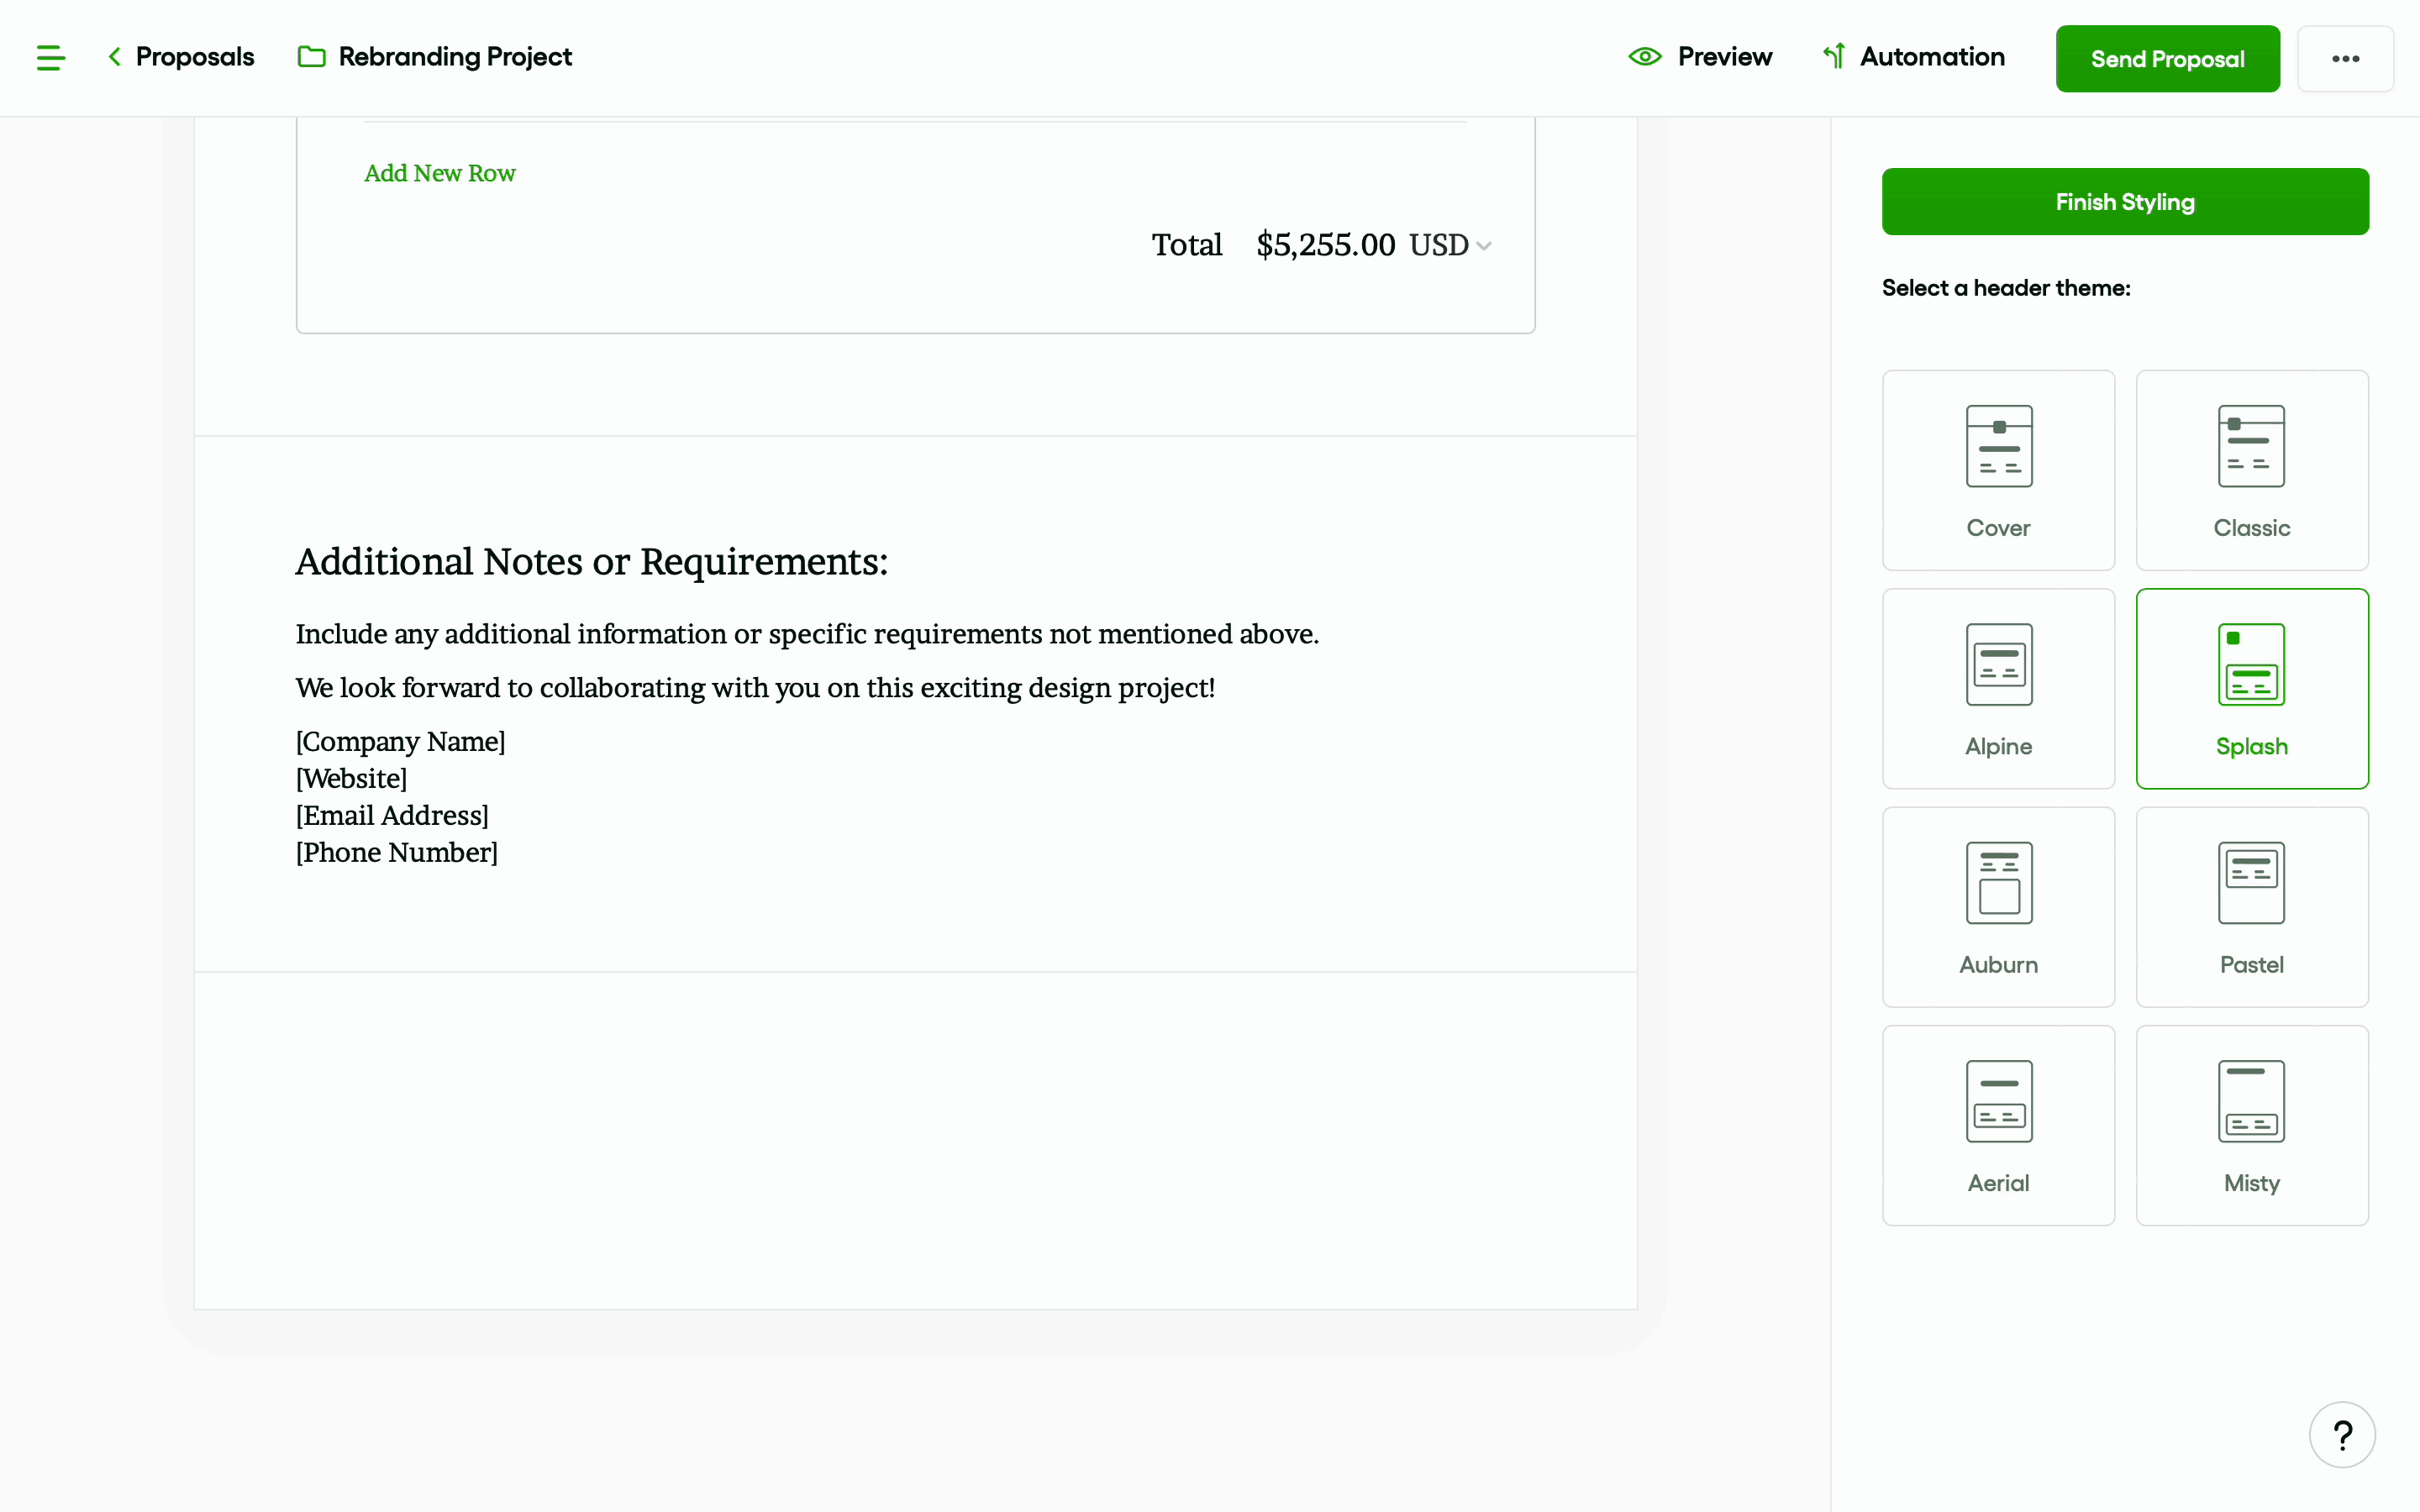 Proposals
Rebranding Project
Preview
Automation
Send Proposal
Add New Row
Total $5,255.00 USD
Additional Notes or Requirements:
Include any additional information or specific requirements not mentioned above.
We look forward to collaborating with you on this exciting design project!
[Company Name]
[Website]
[Email Address]
[Phone Number]
Finish Styling
Select a header theme:
Cover
Classic
Alpine
Splash
Auburn
Pastel
Aerial
Misty
?